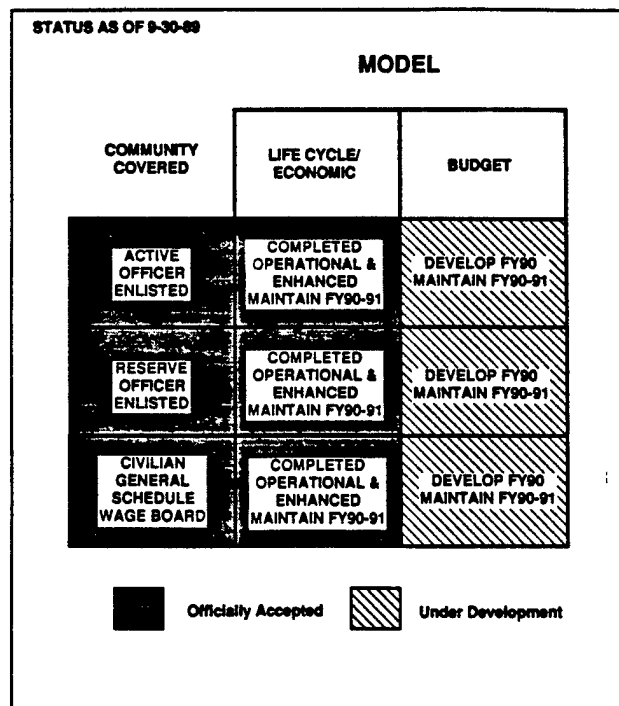 STATUS AS OF 9-30-89
MODEL
COMMUNITY
COVERED
LIFE CYCLE/
ECONOMIC
BUDGET
ACTIVE
OFFICER
ENLISTED
COMPLETED
OPERATIONAL &
ENHANCED
MAINTAIN FY90-91
DEVELOP FY90
MAINTAIN FY90-91
RESERVE
OFFICER
ENLISTED
COMPLETED
OPERATIONAL &
ENHANCED
MAINTAIN FY90-91
DEVELOP FY90
MAINTAIN FY90-91
CIVILIAN
GENERAL
SCHEDULE
WAGE BOARD
COMPLETED
OPERATIONAL &
ENHANCED
MAINTAIN FY90-91
DEVELOP FY90
MAINTAIN FY90-91
Officially Accepted
Under Development